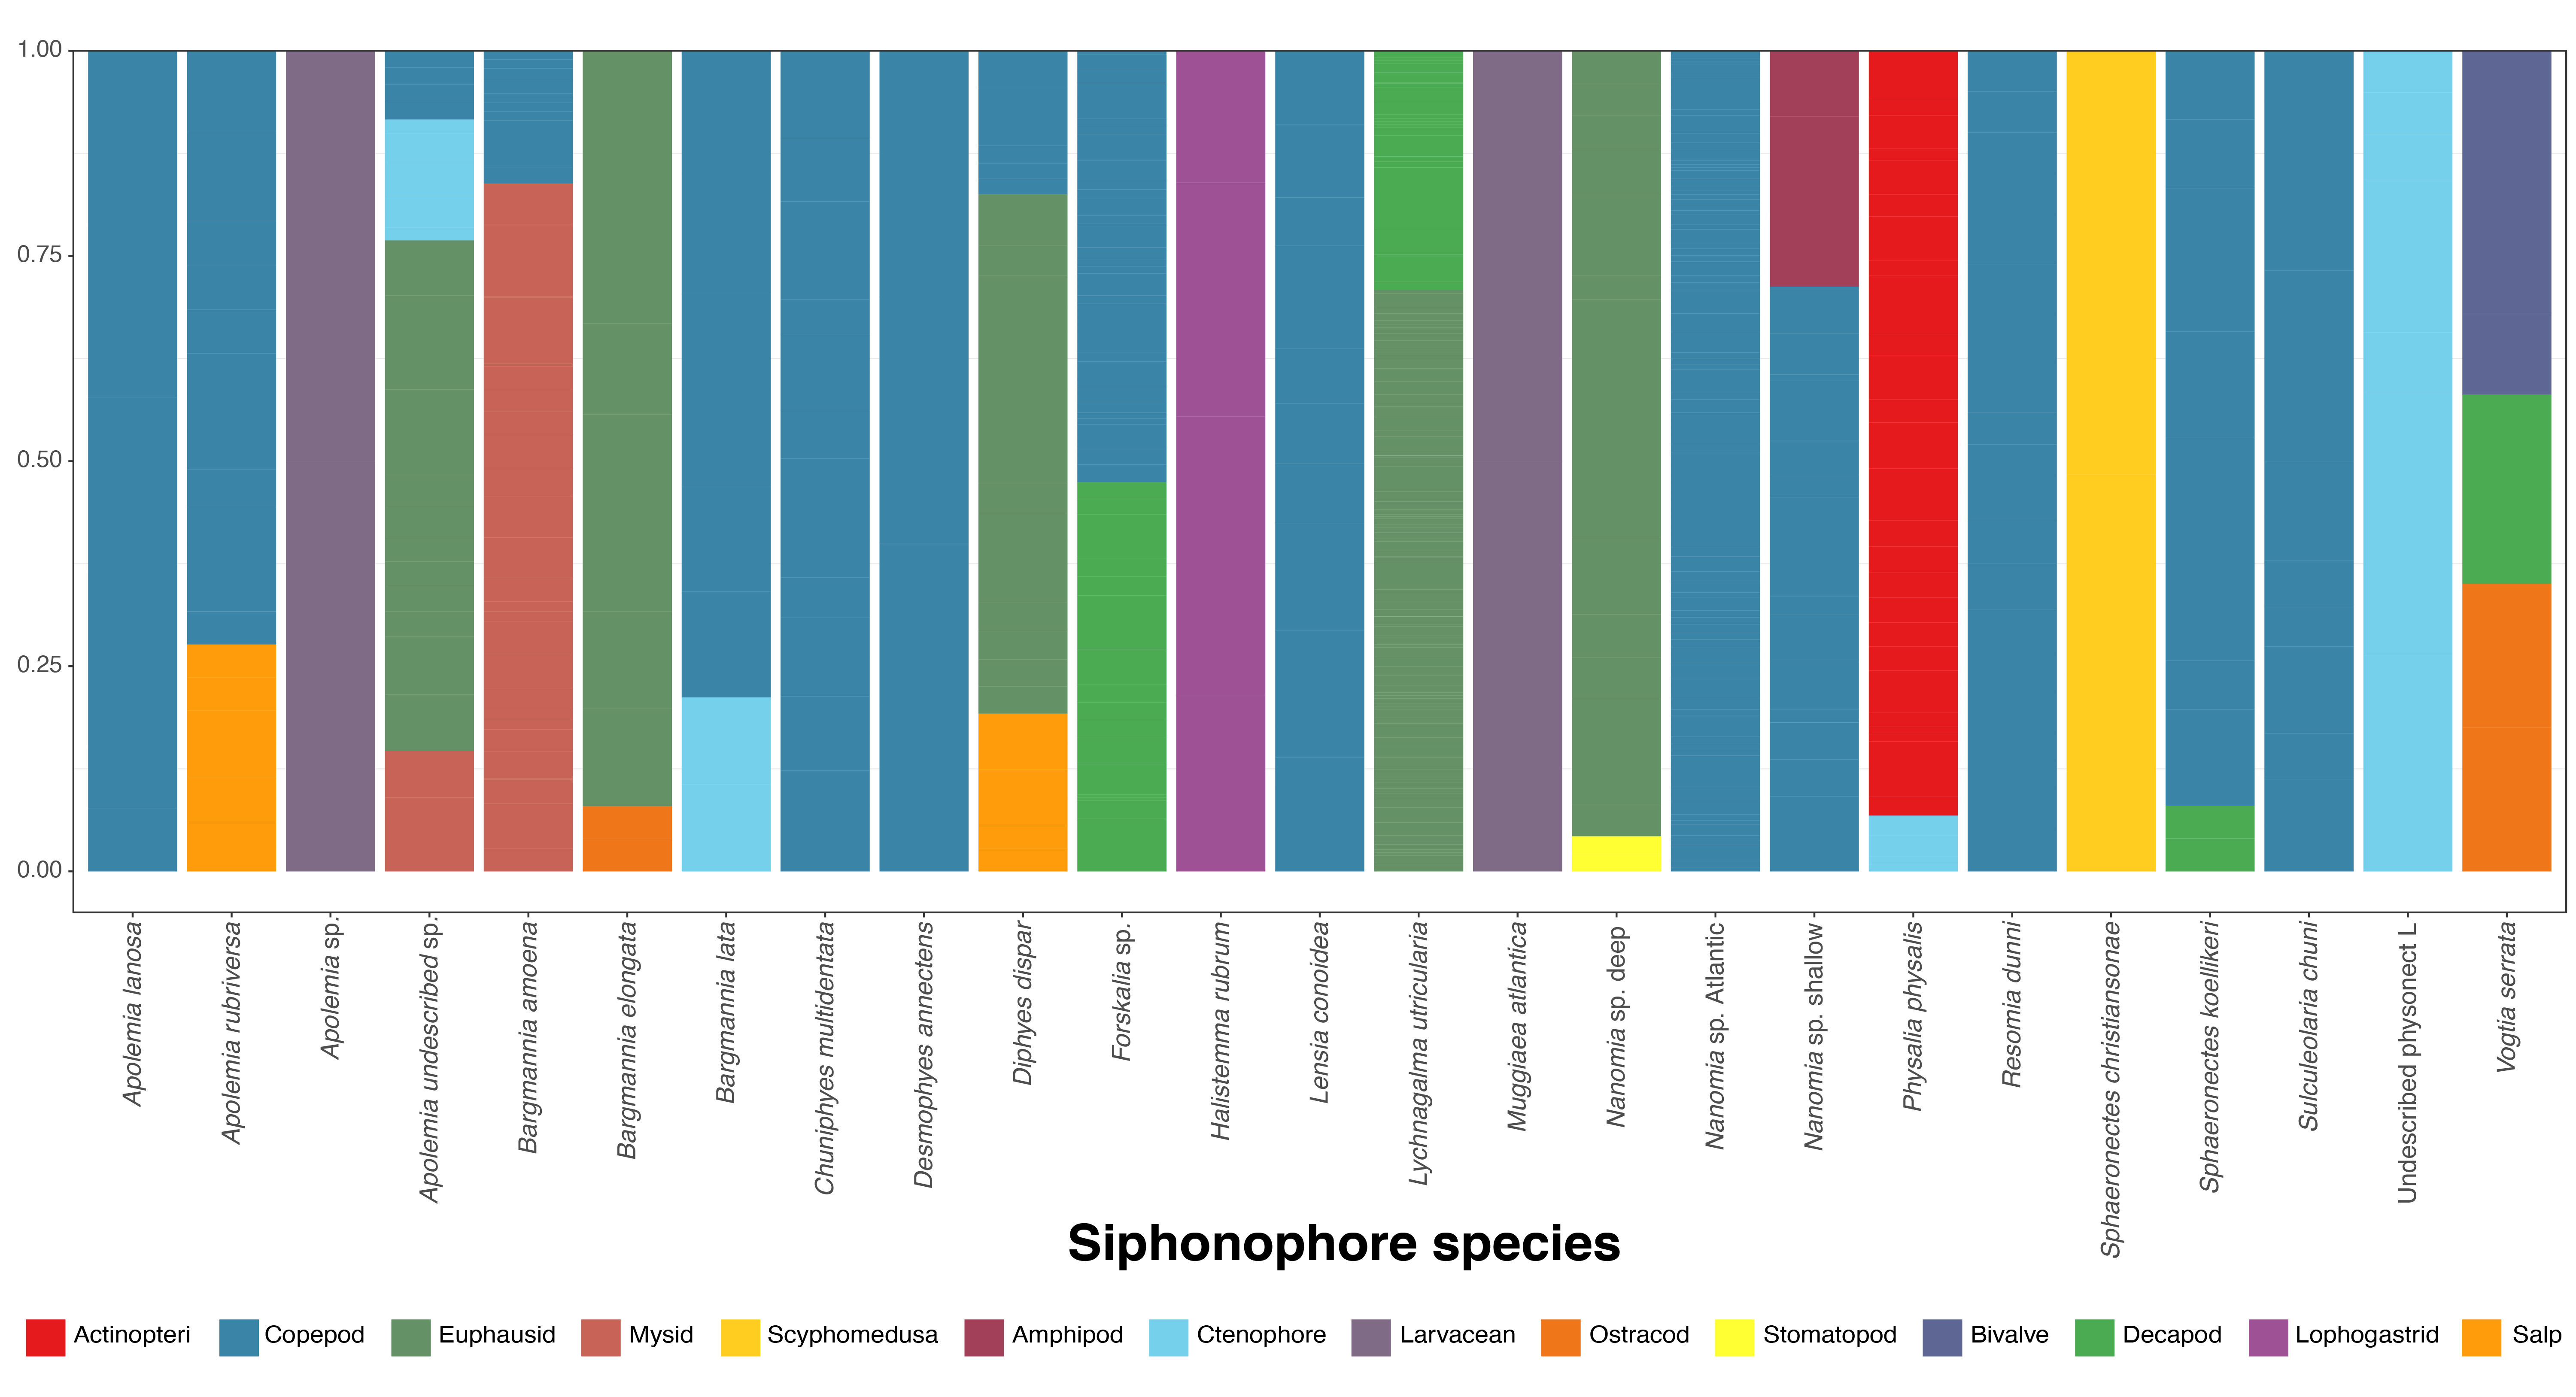 1.00
0.75
0.50
0.25
0.00
Apolemia lanosa
Apolemia rubriversa
Apolemia sp.
Apolemia undescribed sp.
Bargmannia amoena
Bargmannia elongata
Bargmannia lata
Chuniphyes multidentata
Desmophyes annectens
Diphyes dispar
Forskalia sp.
Halistemma rubrum
Lensia conoidea
Lychnagalma utricularia
Muggiaea atlantica
Nanomia sp. deep
Nanomia sp. Atlantic
Nanomia sp. shallow
Physalia physalis
Resomia dunni
Sphaeronectes christiansonae
Sphaeronectes koellikeri
Sulculeolaria chuni
Undescribed physonect L
Vogtia serrata
Siphonophore species
Actinopteri Copepod Euphausid Mysid Scyphomedusa Amphipod Ctenophore Larvacean Ostracod Stomatopod Bivalve Decapod Lophogastrid Salp